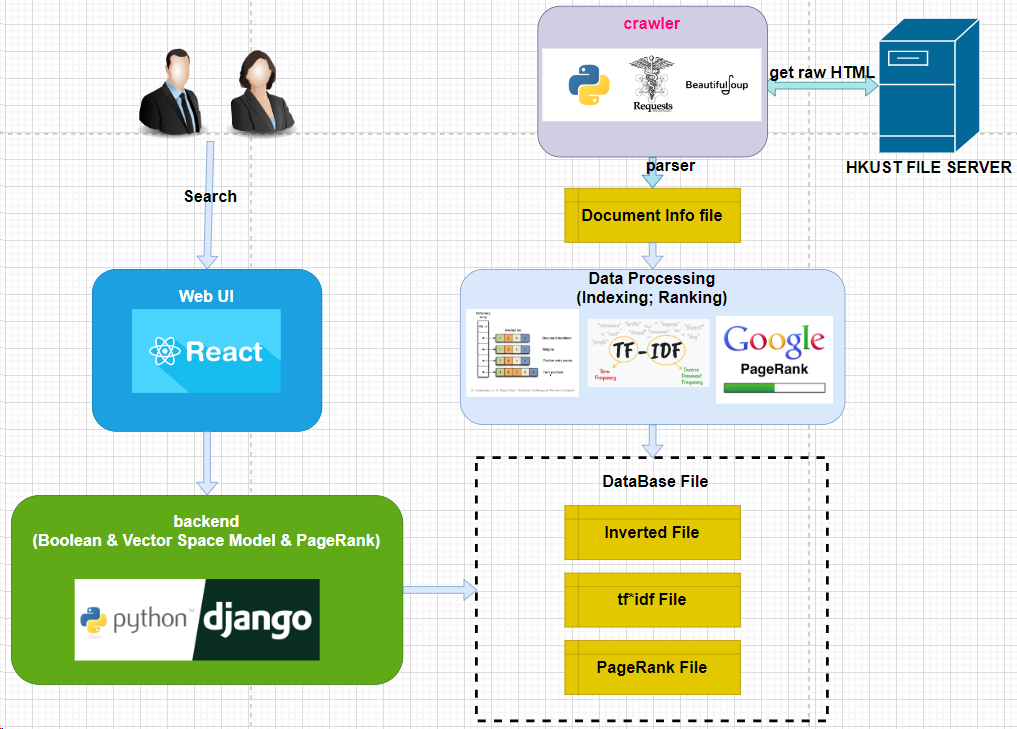 crawler
Requests
BeautifulSoup
get raw HTML
HKUST FILE SERVER
parser
Document Info file
Search
Web UI
React
Data Processing
(Indexing; Ranking)
TF-IDF
Term
Frequency
Inverse
Document
Frequency
Google
PageRank
backend
(Boolean & Vector Space Model & PageRank)
python™
django
DataBase File
Inverted File
tf*idf File
PageRank File